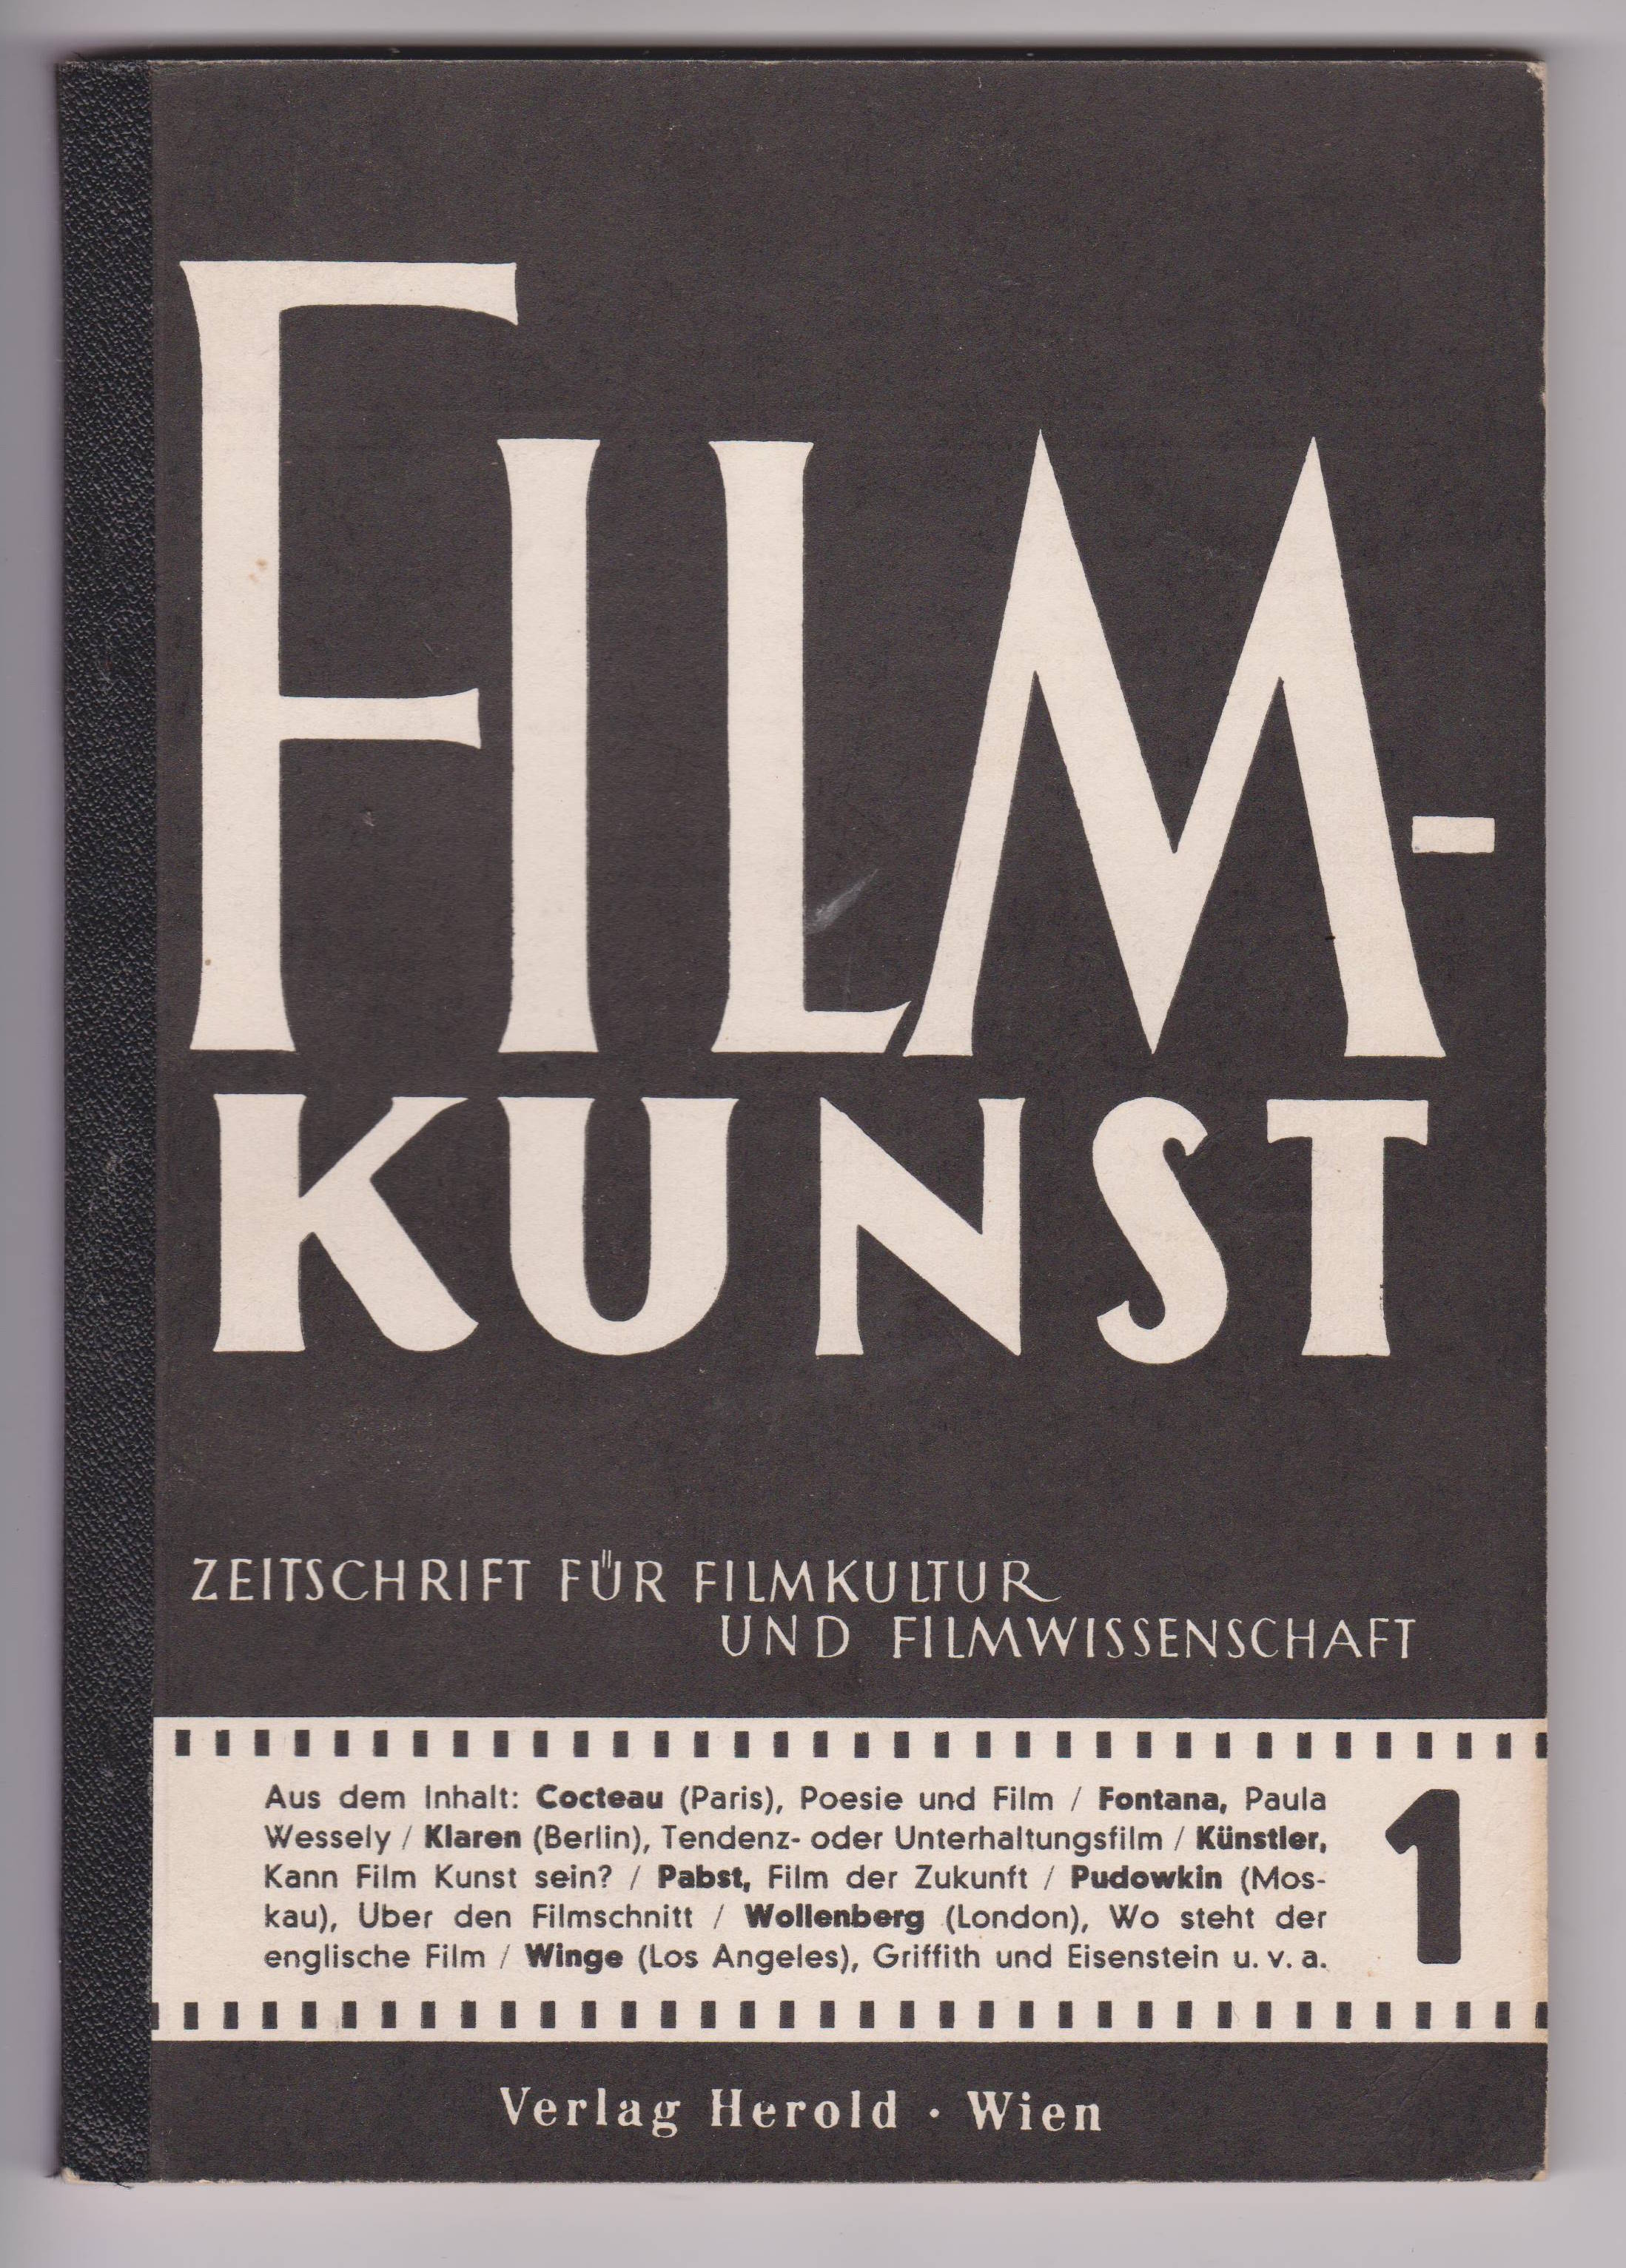 FILM-
KUNST
ZEITSCHRIFT FÜR FILMKULTUR
UND FILMWISSENSCHAFT
Aus dem Inhalt: Cocteau (Paris), Poesie und Film / Fontana, Paula
Wessely / Klaren (Berlin), Tendenz- oder Unterhaltungsfilm / Künstler,
Kann Film Kunst sein? / Pabst, Film der Zukunft / Pudowkin (Mos-
kau), Uber den Filmschnitt / Wollenberg (London), Wo steht der
englische Film / Winge (Los Angeles), Griffith und Eisenstein u. v. a.
1
Verlag Herold · Wien